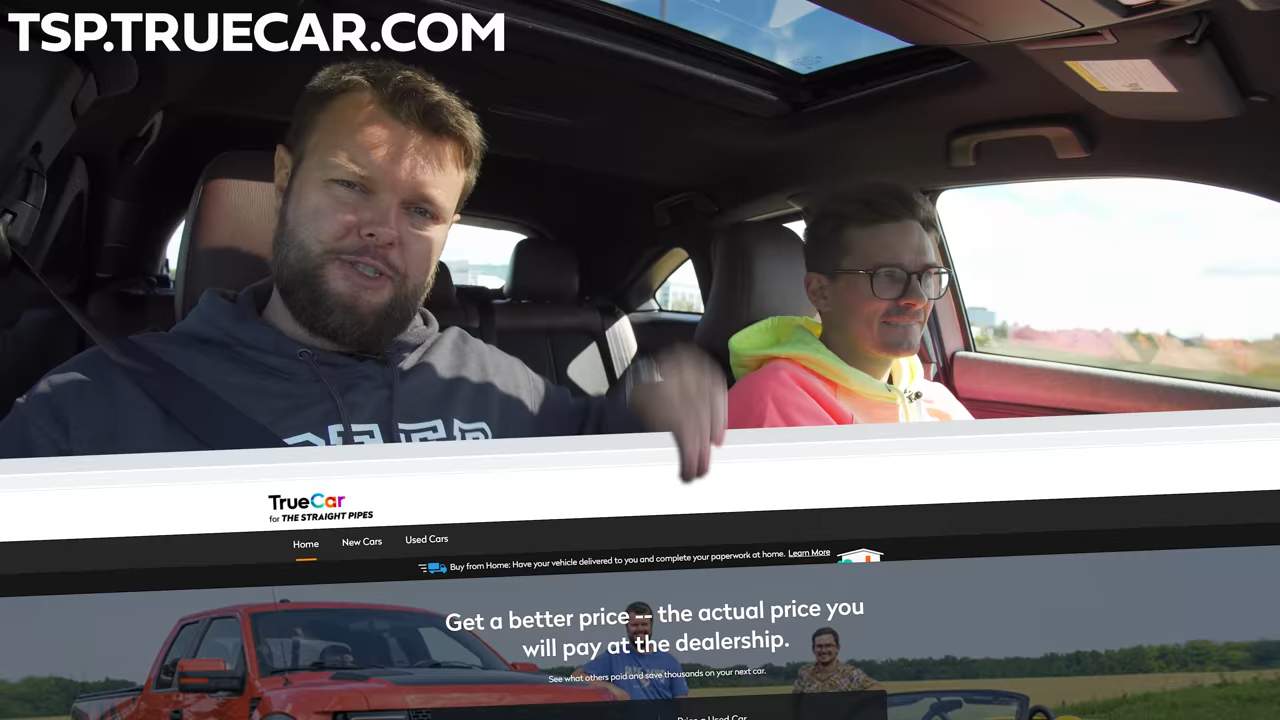 TSP.TRUECAR.COM
TrueCar
for THE STRAIGHT PIPES
Home New Cars Used Cars
Buy from Home: Have your vehicle delivered to you and complete your paperwork at home. Learn More
Get a better price -- the actual price you
will pay at the dealership.
See what others paid and save thousands on your next car.